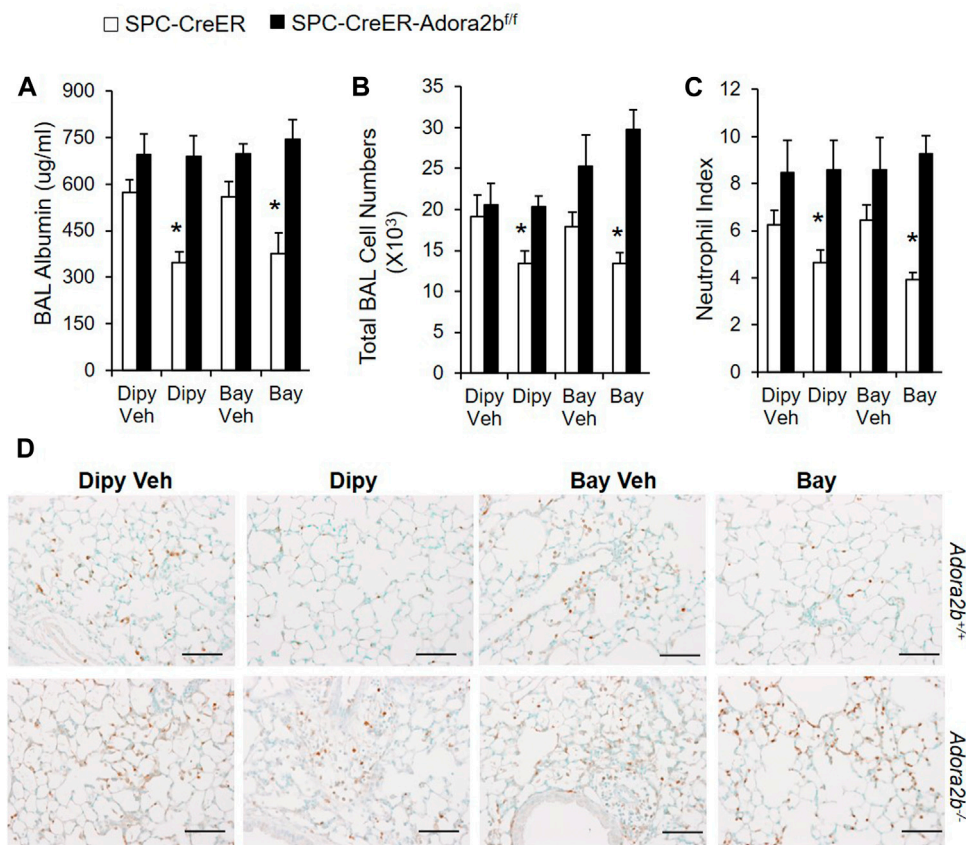 SPC-CreER SPC-CreER-Adora2bf/f
A
BAL Albumin (ug/ml)
900
750
600
450
300
150
0
*
*
Dipy Veh
Dipy
Bay Veh
Bay
B
Total BAL Cell Numbers
(X10³)
35
30
25
20
15
10
5
0
*
*
Dipy Veh
Dipy
Bay Veh
Bay
C
Neutrophil Index
12
10
8
6
4
2
0
*
*
Dipy Veh
Dipy
Bay Veh
Bay
D
Dipy Veh Dipy Bay Veh Bay
Adora2b+/+
Adora2b-/-